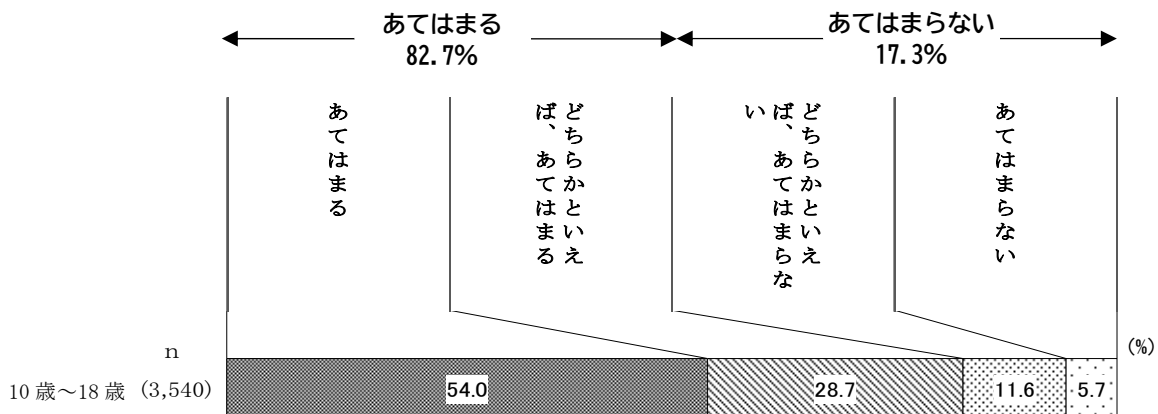 あてはまる
82.7%
あてはまらない
17.3%
あてはまる
どちらかといえ
ば、あてはまる
どちらかといえ
ば、あてはまらな
い
あてはまらない
n
(%)
10歳～18歳 (3,540)
54.0
28.7
11.6
5.7